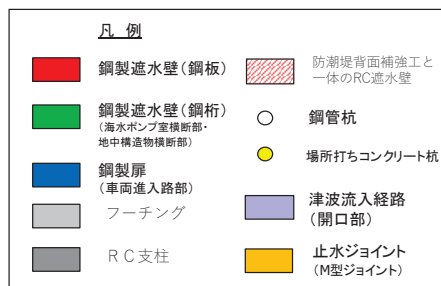 凡 例
鋼製遮水壁(鋼板)
鋼製遮水壁(鋼桁)
(海水ポンプ室横断部・
地中構造物横断部)
鋼製扉
(車両進入路部)
フーチング
RC支柱
防潮堤背面補強工と
一体のRC遮水壁
鋼管杭
場所打ちコンクリート杭
津波流入経路
(開口部)
止水ジョイント
(M型ジョイント)